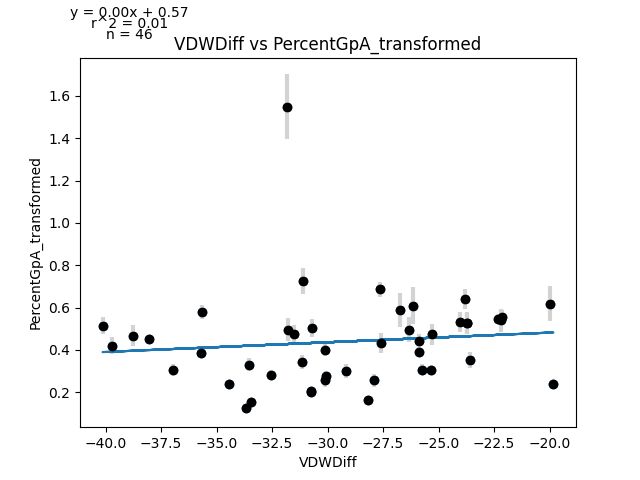 y = 0.00x + 0.57
r^2 = 0.01
n = 46
VDWDiff vs PercentGpA_transformed
PercentGpA_transformed
1.6
1.4
1.2
1.0
0.8
0.6
0.4
0.2
−40.0 −37.5 −35.0 −32.5 −30.0 −27.5 −25.0 −22.5 −20.0
VDWDiff